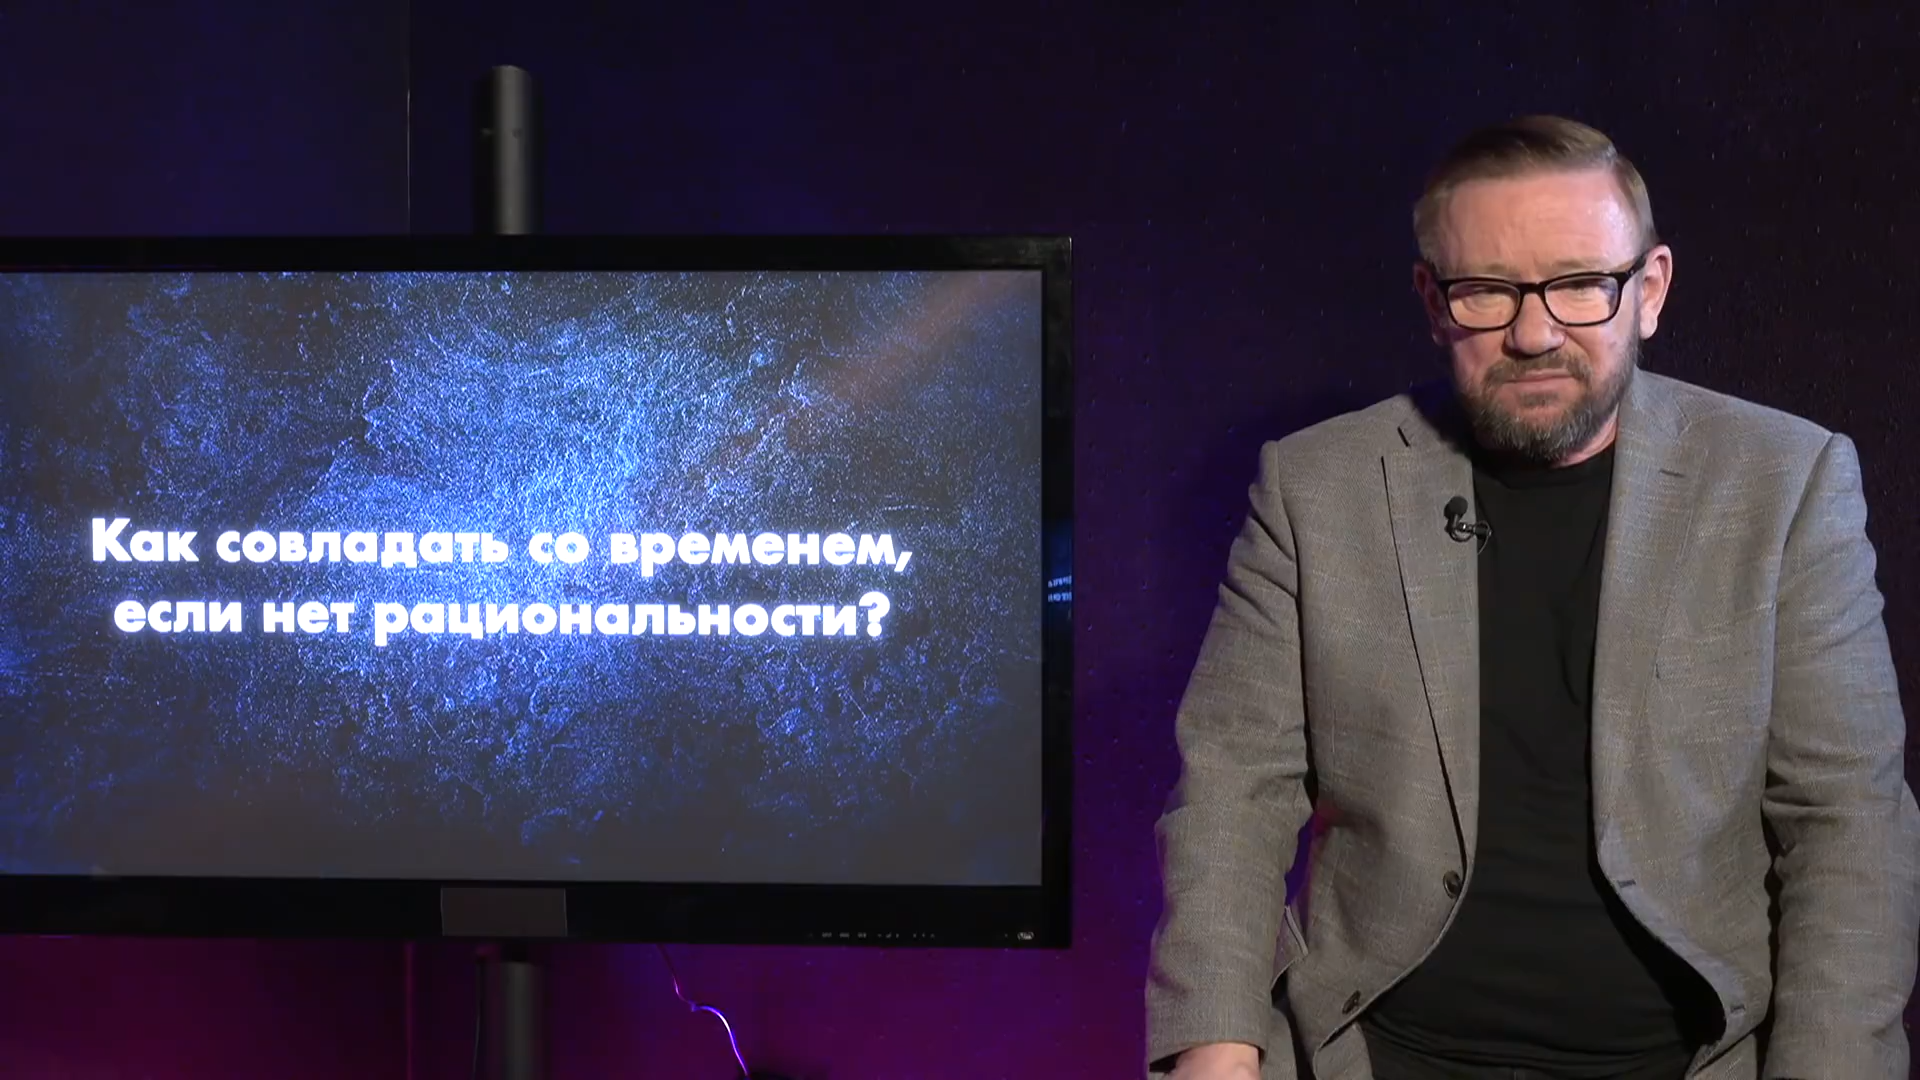 Как совладать со временем,
если нет рациональности?